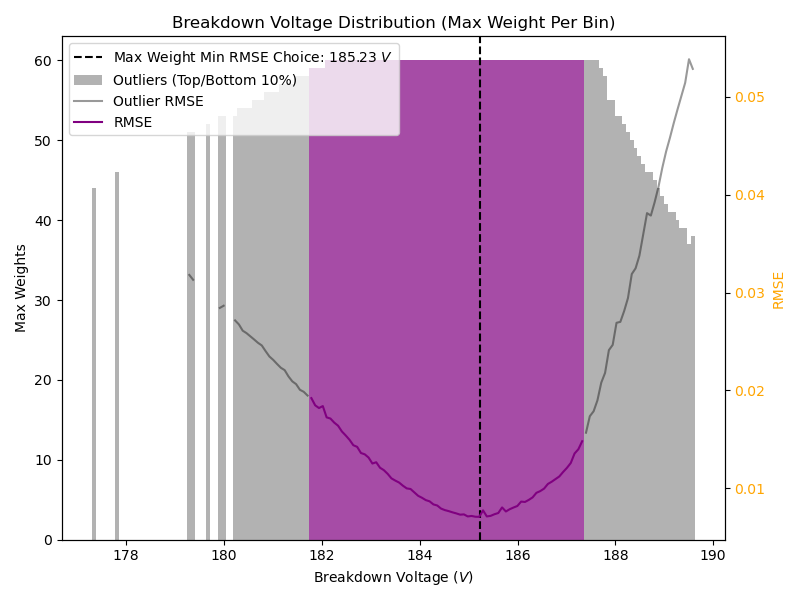 Breakdown Voltage Distribution (Max Weight Per Bin)
Max Weight Min RMSE Choice: 185.23 V
Outliers (Top/Bottom 10%)
Outlier RMSE
RMSE
60
50
40
30
20
10
0
Max Weights
0.05
0.04
0.03
0.02
0.01
RMSE
178 180 182 184 186 188 190
Breakdown Voltage (V)